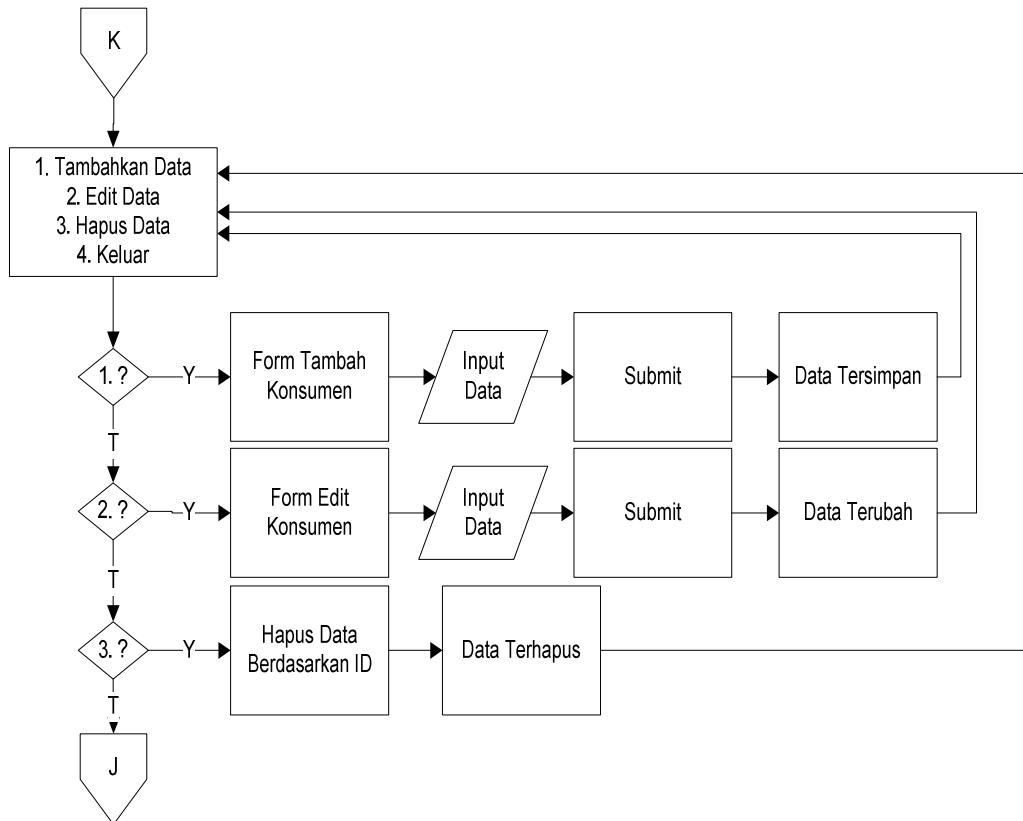 K
1. Tambahkan Data
2. Edit Data
3. Hapus Data
4. Keluar
1. ?
Y
Form Tambah
Konsumen
Input
Data
Submit
Data Tersimpan
T
2. ?
Y
Form Edit
Konsumen
Input
Data
Submit
Data Terubah
T
3. ?
Y
Hapus Data
Berdasarkan ID
Data Terhapus
T
J